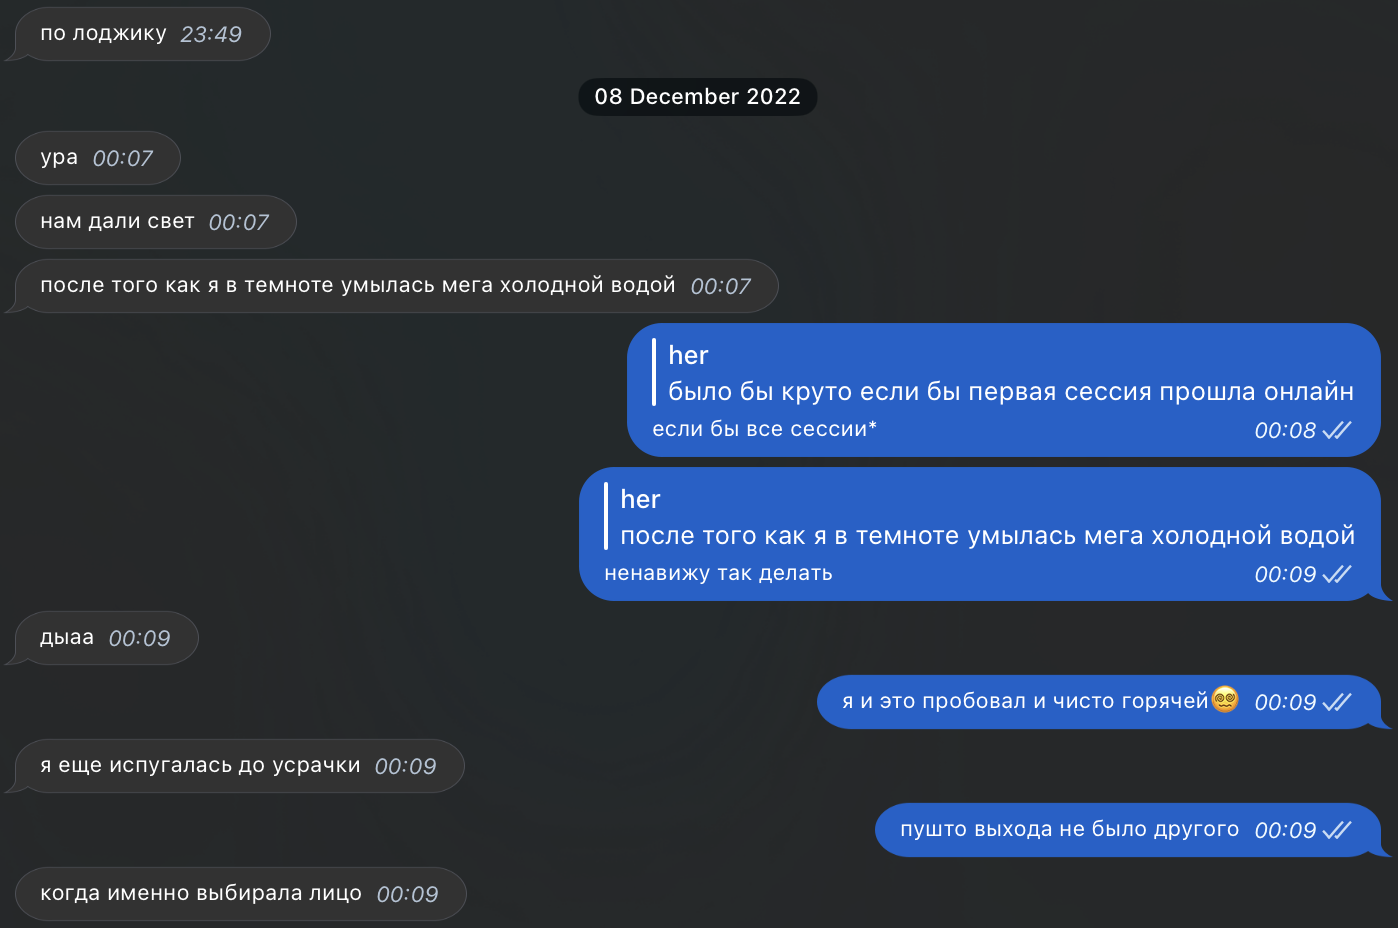 по лоджику 23:49
08 December 2022
ура 00:07
нам дали свет 00:07
после того как я в темноте умылась мега холодной водой 00:07
her
было бы круто если бы первая сессия прошла онлайн
если бы все сессии* 00:08
her
после того как я в темноте умылась мега холодной водой
ненавижу так делать 00:09
дыаа 00:09
я и это пробовал и чисто горячей😵‍💫 00:09
я еще испугалась до усрачки 00:09
пушто выхода не было другого 00:09
когда именно выбирала лицо 00:09